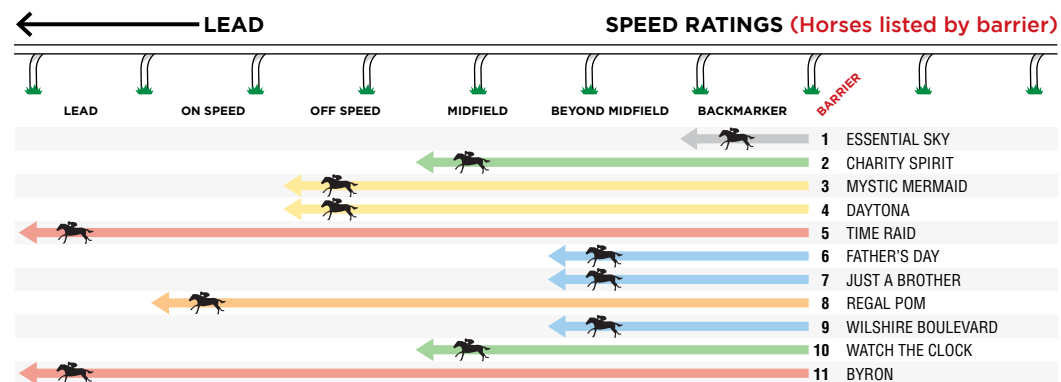 LEAD SPEED RATINGS (Horses listed by barrier)
LEAD ON SPEED OFF SPEED MIDFIELD BEYOND MIDFIELD BACKMARKER BARRIER
1 ESSENTIAL SKY
2 CHARITY SPIRIT
3 MYSTIC MERMAID
4 DAYTONA
5 TIME RAID
6 FATHER'S DAY
7 JUST A BROTHER
8 REGAL POM
9 WILSHIRE BOULEVARD
10 WATCH THE CLOCK
11 BYRON